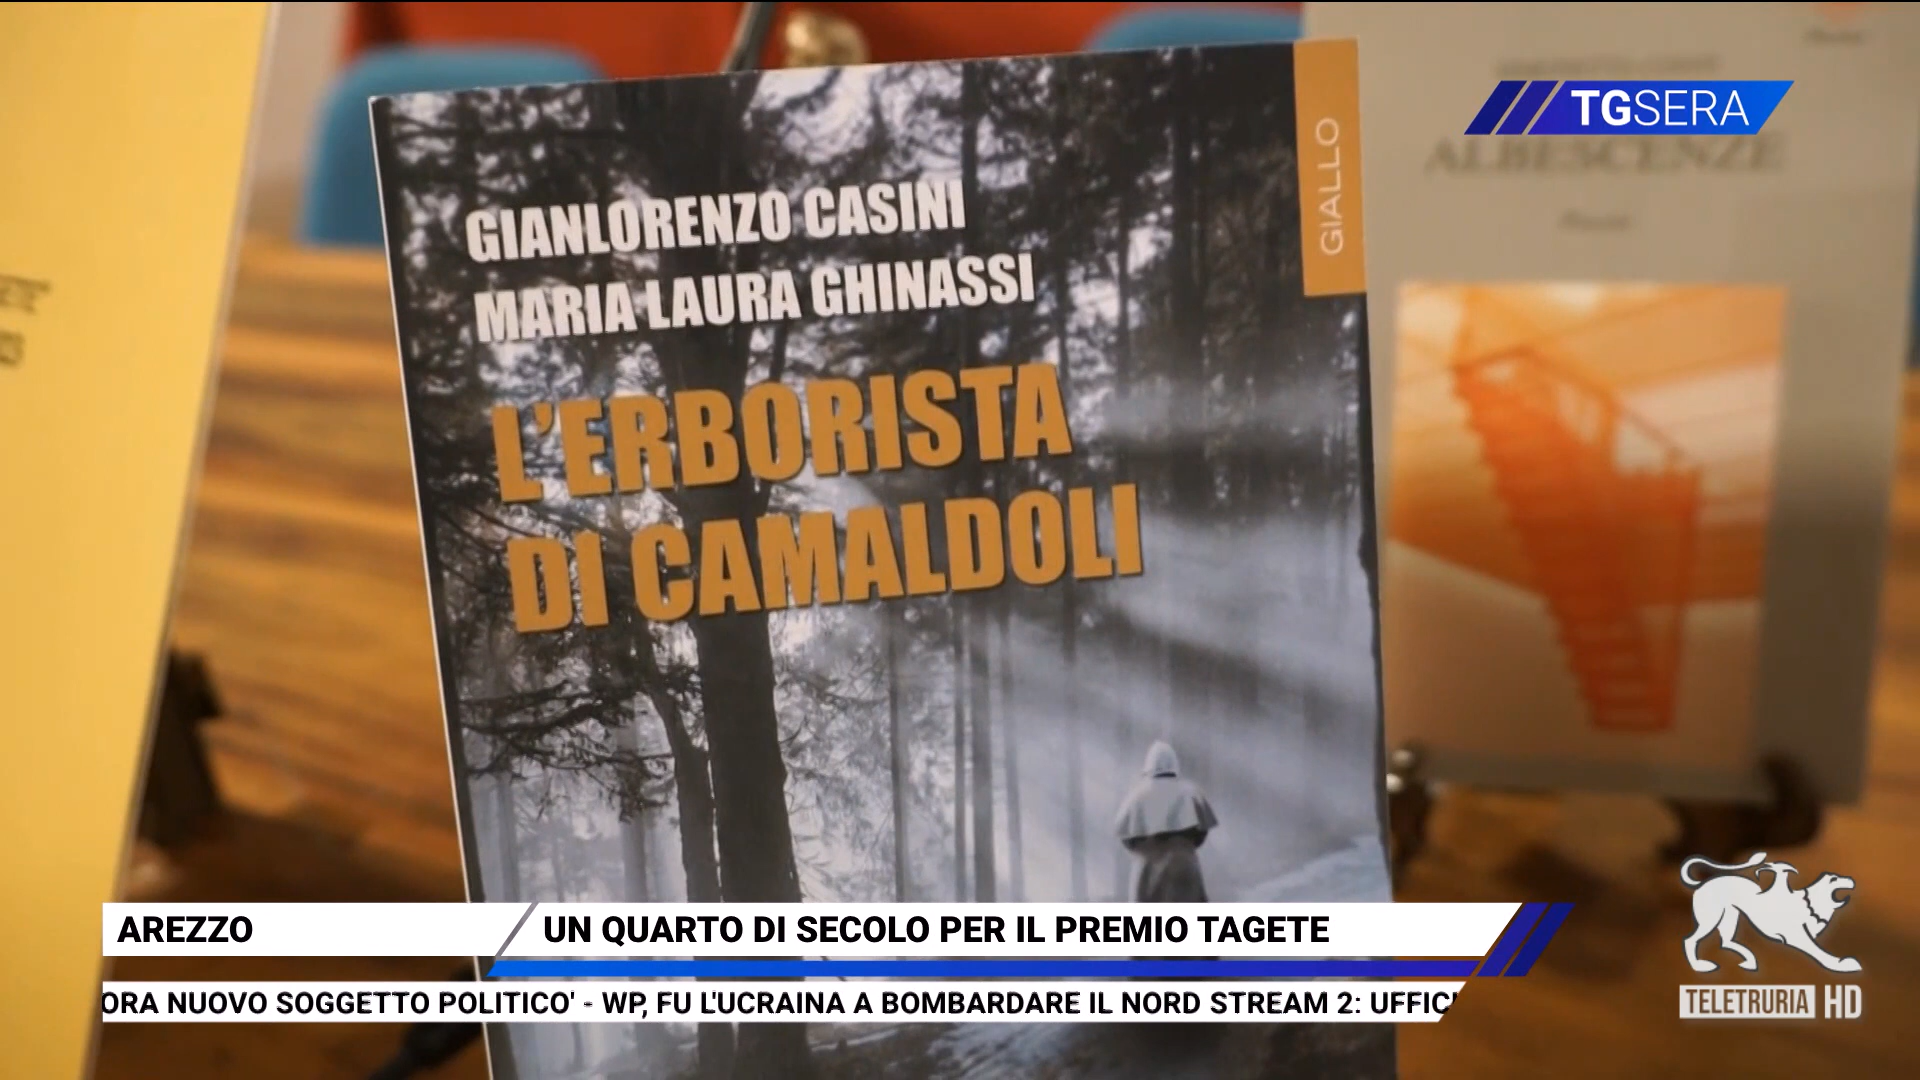 TGSERA
GIALLO
GIANLORENZO CASINI
MARIA LAURA GHINASSI
L'ERBORISTA
DI CAMALDOLI
ALBESCENZE
AREZZO
UN QUARTO DI SECOLO PER IL PREMIO TAGETE
ORA NUOVO SOGGETTO POLITICO' - WP, FU L'UCRAINA A BOMBARDARE IL NORD STREAM 2: UFFICI
TELETRURIA HD